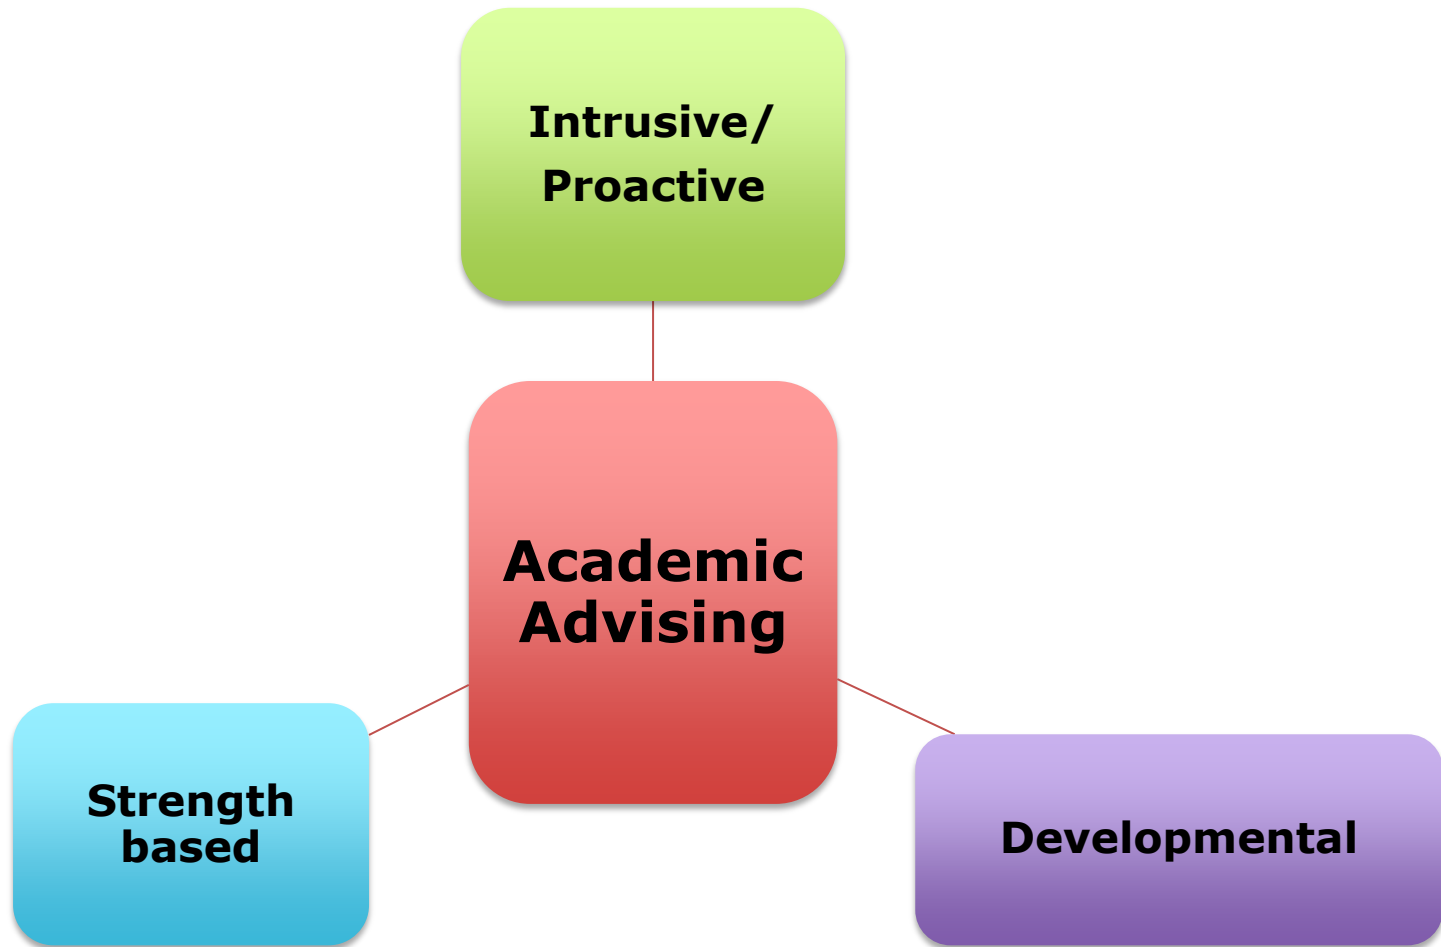 Intrusive/
Proactive
Academic
Advising
Strength
based
Developmental